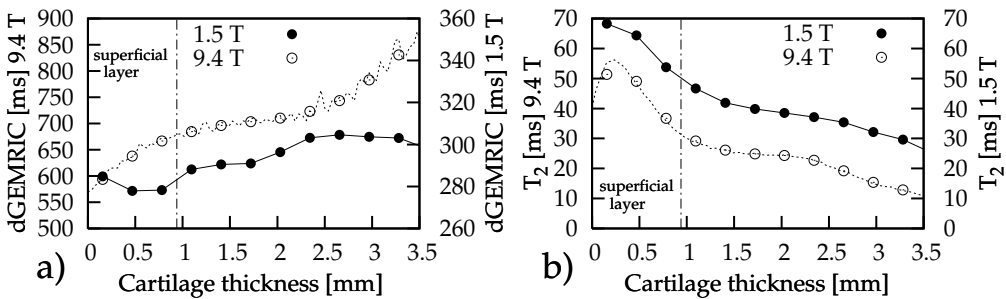 900
850
800
750
700
650
600
550
500
dGEMRIC [ms] 9.4 T
superficial
layer
1.5 T
9.4 T
360
340
320
300
280
260
dGEMRIC [ms] 1.5 T
0 0.5 1 1.5 2 2.5 3 3.5
a) Cartilage thickness [mm]
70
60
50
40
30
20
10
0
T2 [ms] 9.4 T
1.5 T
9.4 T
superficial
layer
70
60
50
40
30
20
10
0
T2 [ms] 1.5 T
0 0.5 1 1.5 2 2.5 3 3.5
b) Cartilage thickness [mm]